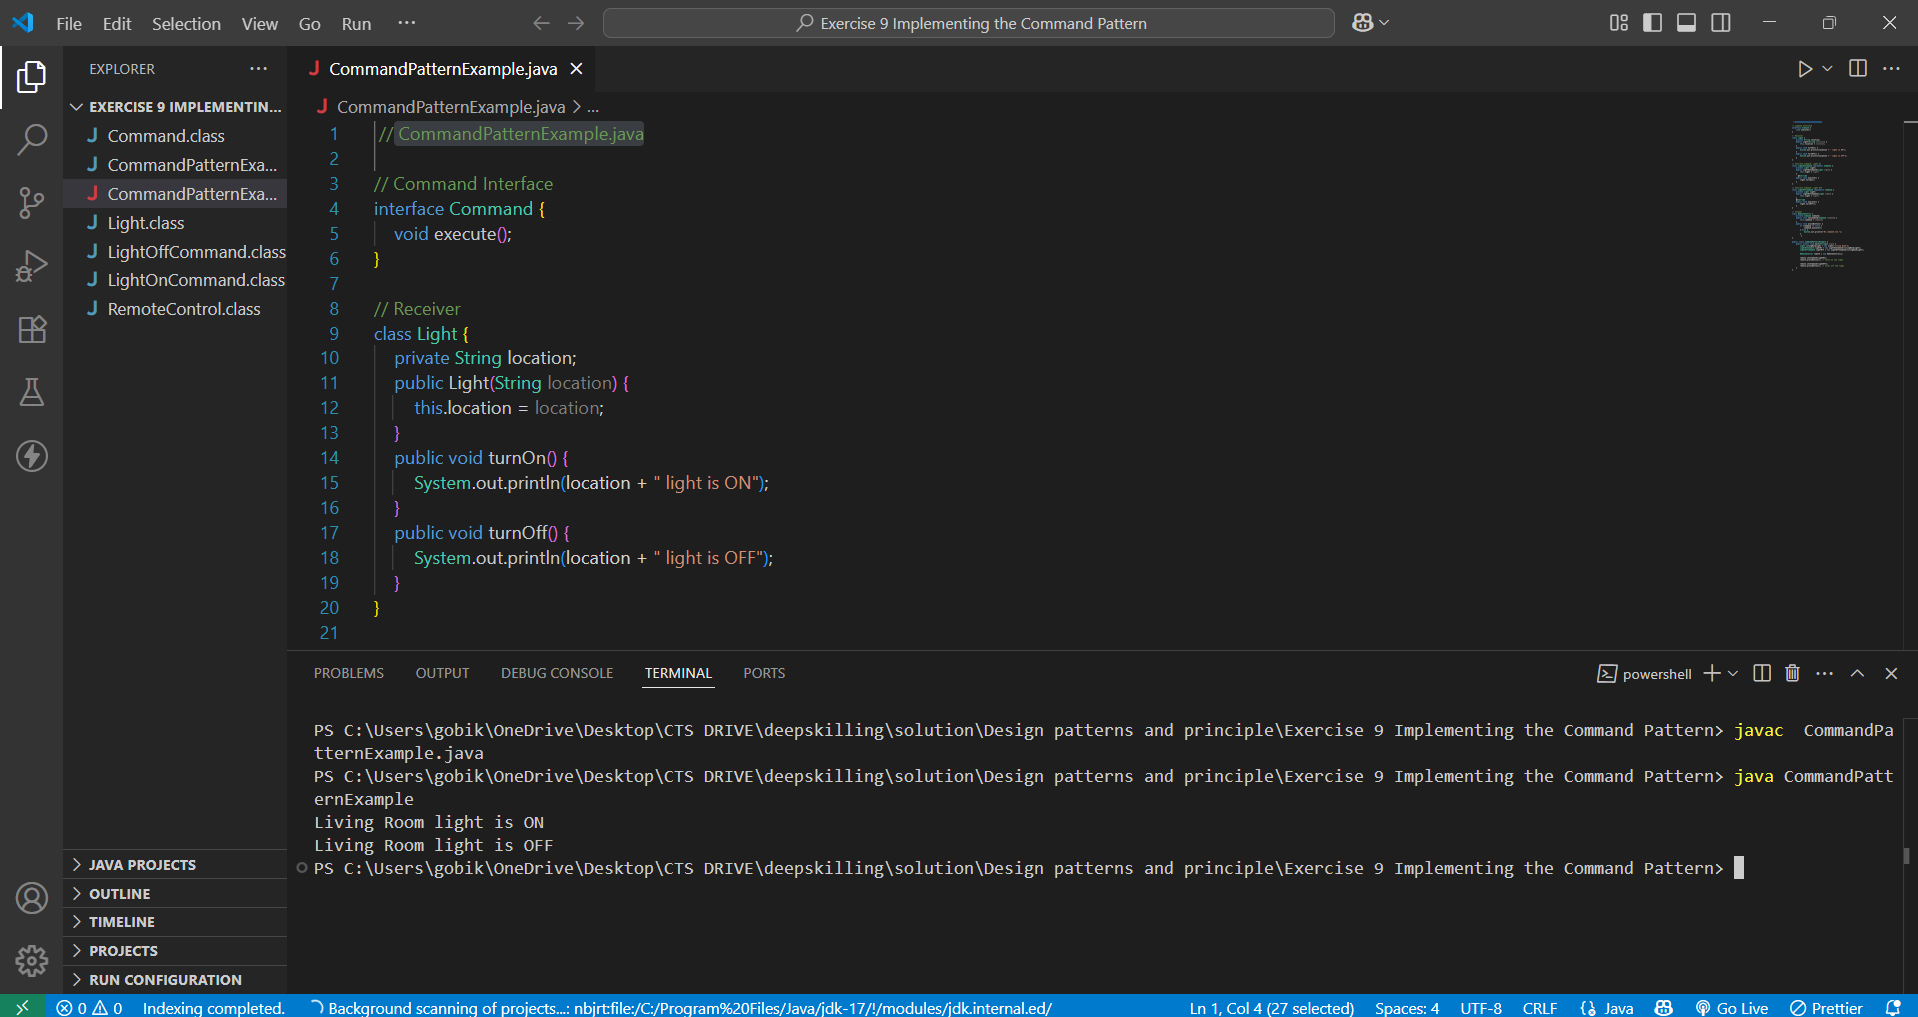 File Edit Selection View Go Run ··· Exercise 9 Implementing the Command Pattern
EXPLORER ···
EXERCISE 9 IMPLEMENTIN...
J Command.class
J CommandPatternExa...
J CommandPatternExa...
J Light.class
J LightOffCommand.class
J LightOnCommand.class
J RemoteControl.class
JAVA PROJECTS
OUTLINE
TIMELINE
PROJECTS
RUN CONFIGURATION
J CommandPatternExample.java ×
J CommandPatternExample.java > ...
1 // CommandPatternExample.java
2
3 // Command Interface
4 interface Command {
5 void execute();
6 }
7
8 // Receiver
9 class Light {
10 private String location;
11 public Light(String location) {
12 this.location = location;
13 }
14 public void turnOn() {
15 System.out.println(location + " light is ON");
16 }
17 public void turnOff() {
18 System.out.println(location + " light is OFF");
19 }
20 }
21
PROBLEMS OUTPUT DEBUG CONSOLE TERMINAL PORTS powershell
PS C:\Users\gobik\OneDrive\Desktop\CTS DRIVE\deepskilling\solution\Design patterns and principle\Exercise 9 Implementing the Command Pattern> javac  CommandPa
tternExample.java
PS C:\Users\gobik\OneDrive\Desktop\CTS DRIVE\deepskilling\solution\Design patterns and principle\Exercise 9 Implementing the Command Pattern> java CommandPatt
ernExample
Living Room light is ON
Living Room light is OFF
PS C:\Users\gobik\OneDrive\Desktop\CTS DRIVE\deepskilling\solution\Design patterns and principle\Exercise 9 Implementing the Command Pattern>
0 0 Indexing completed. Background scanning of projects...: nbjrt:file:/C:/Program%20Files/Java/jdk-17/!/modules/jdk.internal.ed/ Ln 1, Col 4 (27 selected) Spaces: 4 UTF-8 CRLF {} Java Go Live Prettier